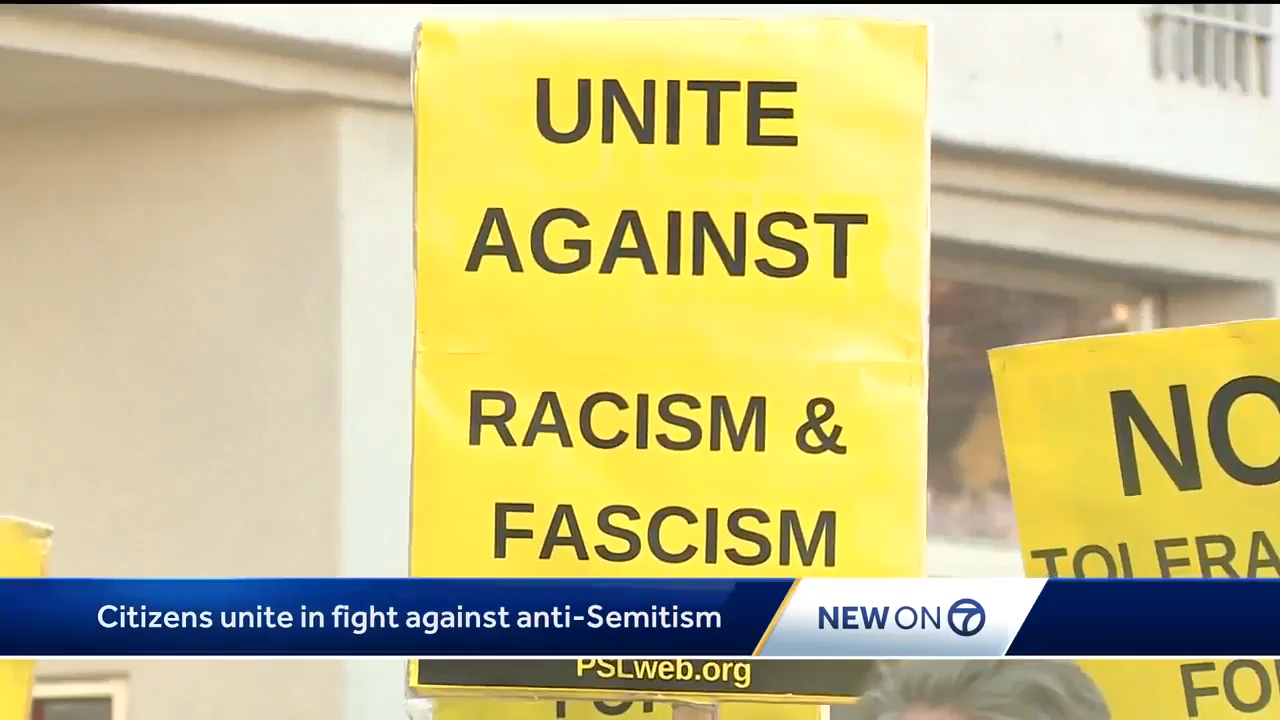 UNITE
AGAINST
RACISM &
FASCISM
NO
Citizens unite in fight against anti-Semitism
NEW ON 7
PSLweb.org